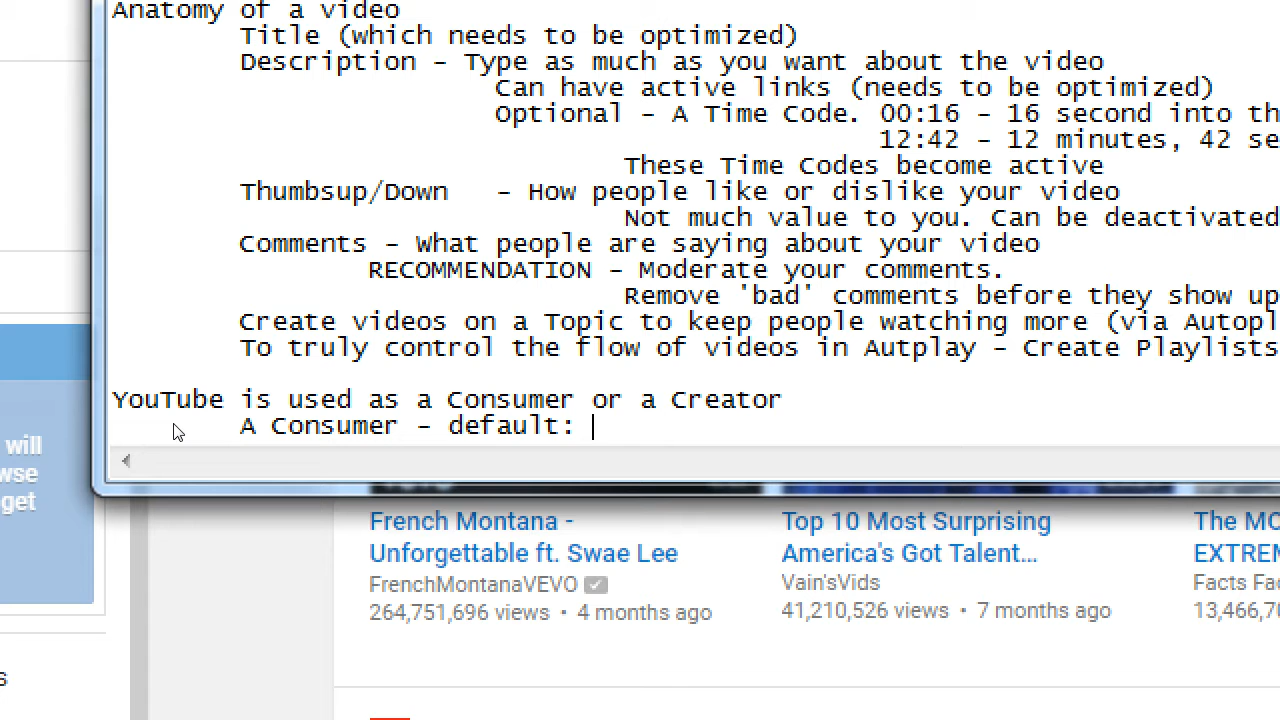 Anatomy of a video
Title (which needs to be optimized)
Description - Type as much as you want about the video
Can have active links (needs to be optimized)
Optional - A Time Code. 00:16 - 16 second into th
12:42 - 12 minutes, 42 se
These Time Codes become active
Thumbsup/Down - How people like or dislike your video
Not much value to you. Can be deactivated
Comments - What people are saying about your video
RECOMMENDATION - Moderate your comments.
Remove 'bad' comments before they show up
Create videos on a Topic to keep people watching more (via Autopl
To truly control the flow of videos in Autplay - Create Playlists
YouTube is used as a Consumer or a Creator
A Consumer - default:
will
wse
get
s
French Montana -
Unforgettable ft. Swae Lee
FrenchMontanaVEVO
264,751,696 views • 4 months ago
Top 10 Most Surprising
America's Got Talent...
Vain'sVids
41,210,526 views • 7 months ago
The MO
EXTREM
Facts Fac
13,466,70